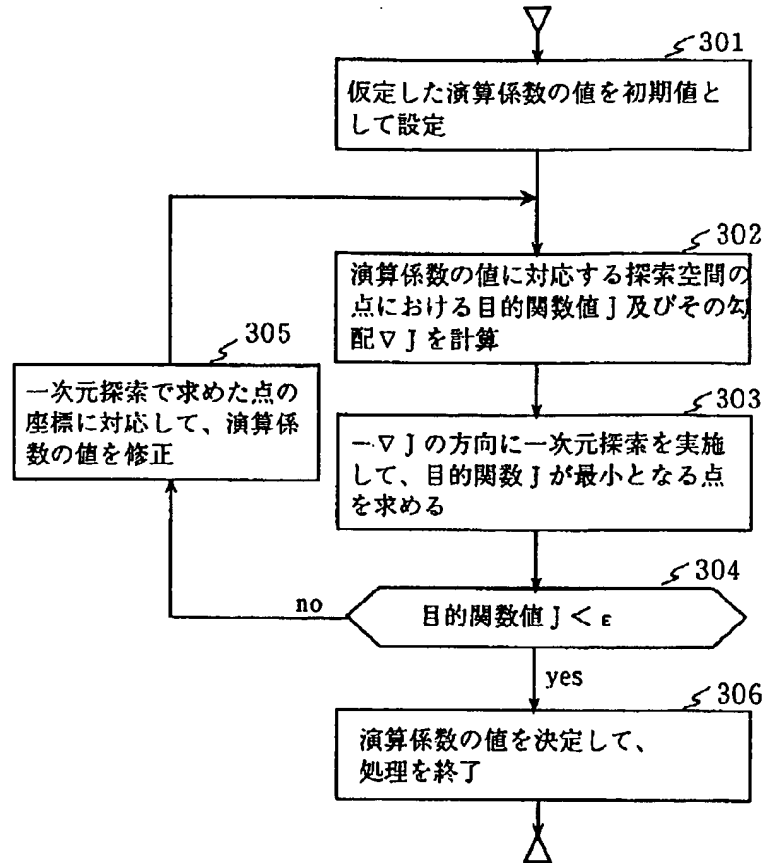 301
仮定した演算係数の値を初期値と
して設定
302
演算係数の値に対応する探索空間の
点における目的関数値J及びその勾
配▽Jを計算
305
一次元探索で求めた点の
座標に対応して、演算係
数の値を修正
303
-▽Jの方向に一次元探索を実施
して、目的関数Jが最小となる点
を求める
304
no
目的関数値J<ε
yes
306
演算係数の値を決定して、
処理を終了